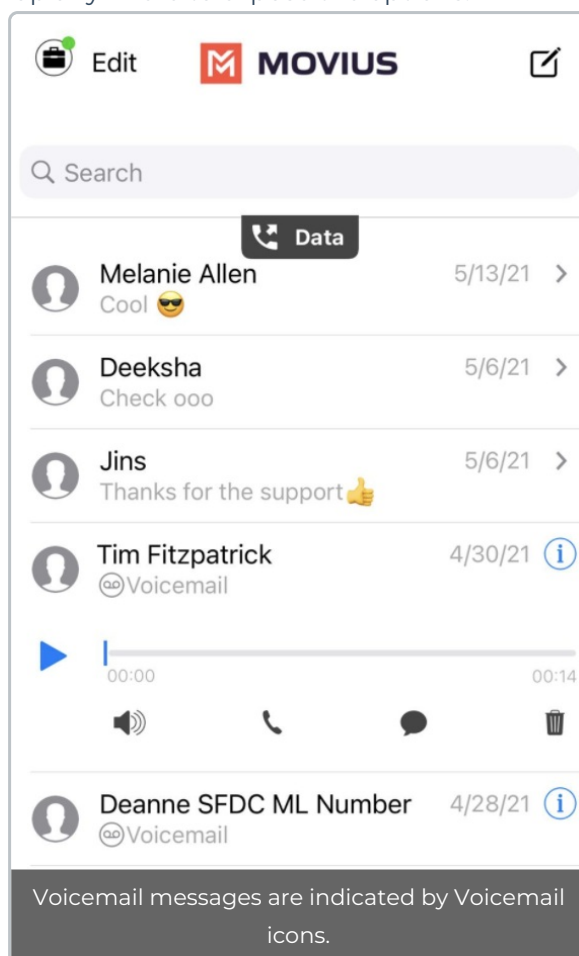 Edit MOVIUS
Search
Data
Melanie Allen 5/13/21
Cool 😎
Deeksha 5/6/21
Check ooo
Jins 5/6/21
Thanks for the support👍
Tim Fitzpatrick 4/30/21
Voicemail
00:00 00:14
Deanne SFDC ML Number 4/28/21
Voicemail
Voicemail messages are indicated by Voicemail
icons.